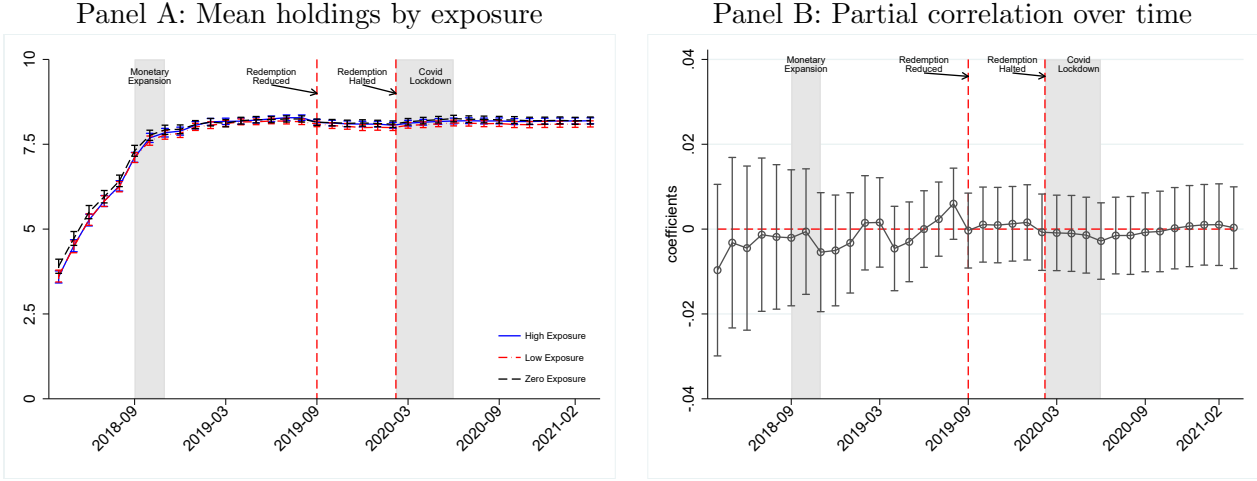 Panel A: Mean holdings by exposure
10
7.5
5
2.5
0
Monetary
Expansion
Redemption
Reduced
Redemption
Halted
Covid
Lockdown
High Exposure
Low Exposure
Zero Exposure
2018-09
2019-03
2019-09
2020-03
2020-09
2021-02
Panel B: Partial correlation over time
.04
.02
0
-.02
-.04
coefficients
Monetary
Expansion
Redemption
Reduced
Redemption
Halted
Covid
Lockdown
2018-09
2019-03
2019-09
2020-03
2020-09
2021-02